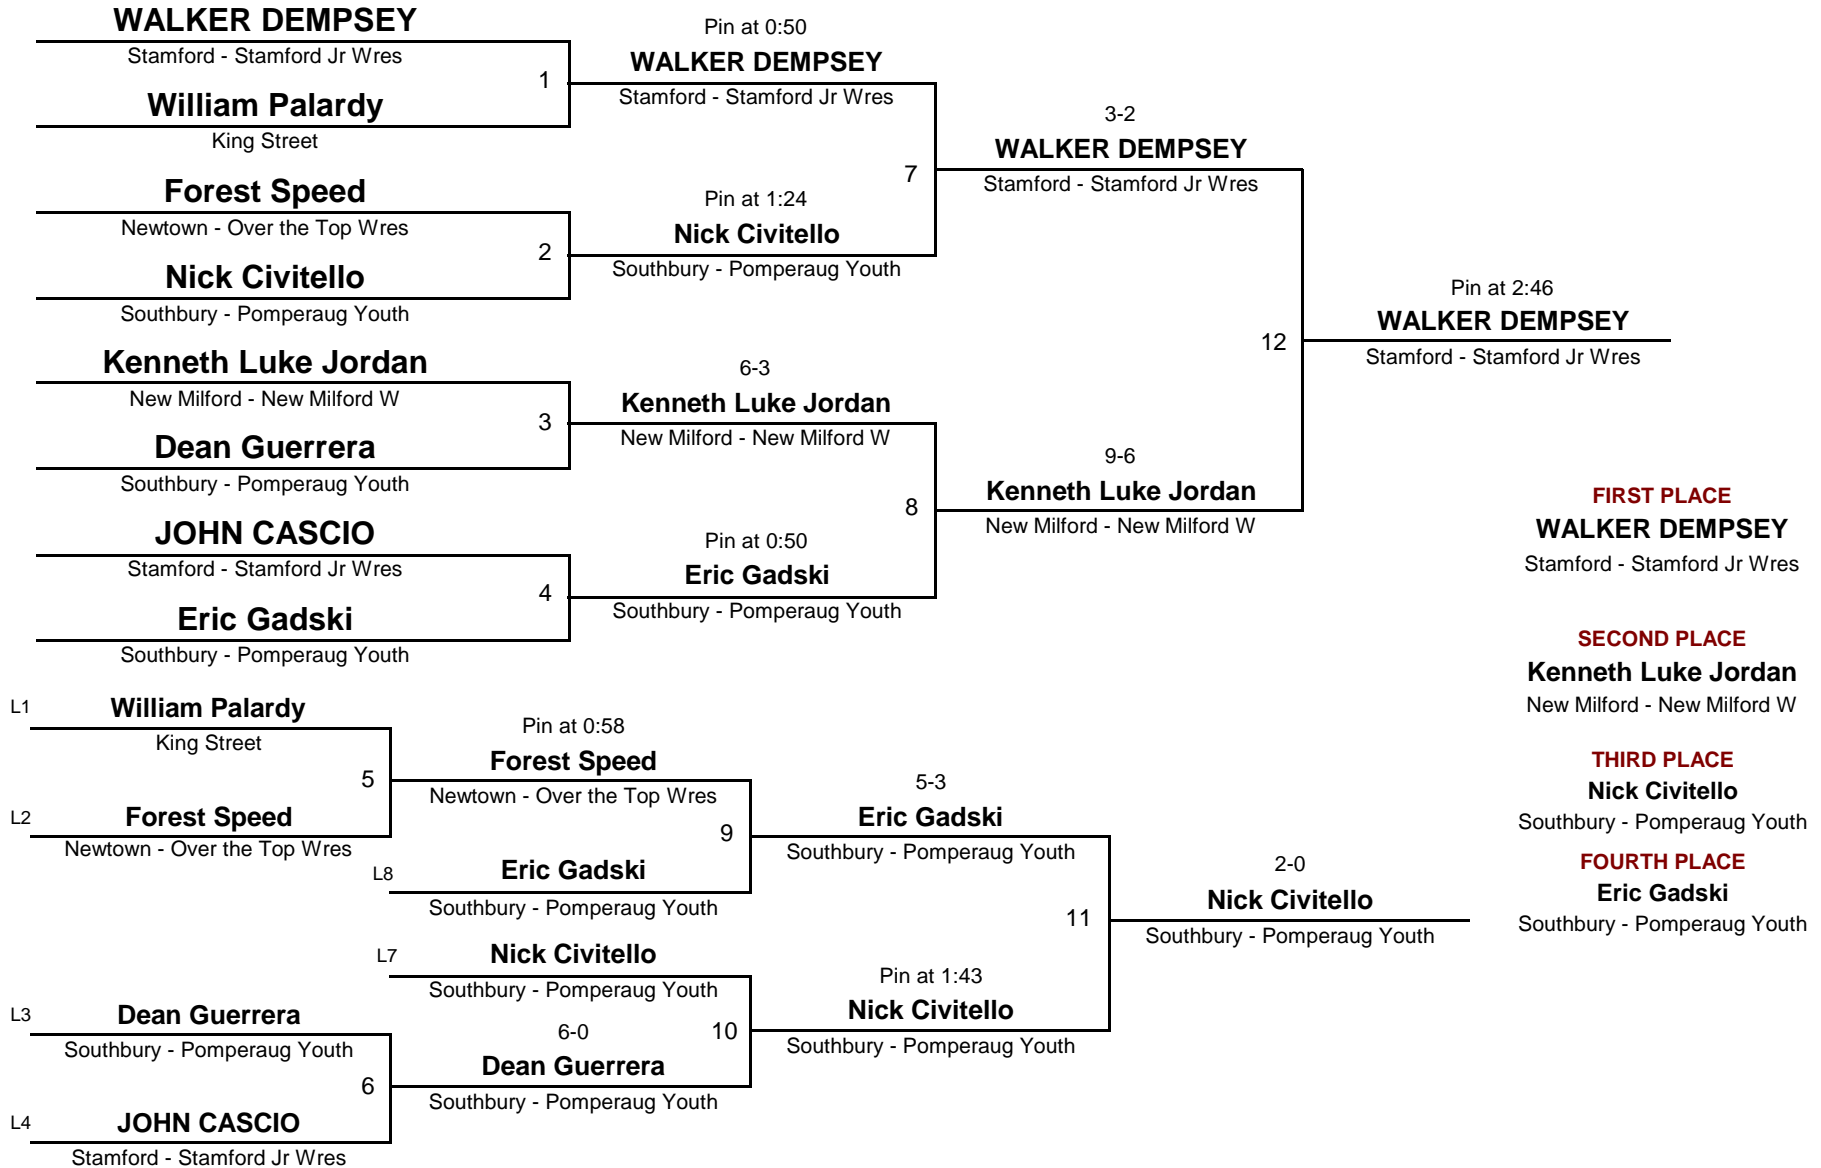 WALKER DEMPSEY
Stamford - Stamford Jr Wres
1
William Palardy
King Street
Forest Speed
Newtown - Over the Top Wres
2
Nick Civitello
Southbury - Pomperaug Youth
Kenneth Luke Jordan
New Milford - New Milford W
3
Dean Guerrera
Southbury - Pomperaug Youth
JOHN CASCIO
Stamford - Stamford Jr Wres
4
Eric Gadski
Southbury - Pomperaug Youth
Pin at 0:50
WALKER DEMPSEY
Stamford - Stamford Jr Wres
7
Pin at 1:24
Nick Civitello
Southbury - Pomperaug Youth
6-3
Kenneth Luke Jordan
New Milford - New Milford W
8
Pin at 0:50
Eric Gadski
Southbury - Pomperaug Youth
3-2
WALKER DEMPSEY
Stamford - Stamford Jr Wres
12
9-6
Kenneth Luke Jordan
New Milford - New Milford W
Pin at 2:46
WALKER DEMPSEY
Stamford - Stamford Jr Wres
FIRST PLACE
WALKER DEMPSEY
Stamford - Stamford Jr Wres
SECOND PLACE
Kenneth Luke Jordan
New Milford - New Milford W
THIRD PLACE
Nick Civitello
Southbury - Pomperaug Youth
FOURTH PLACE
Eric Gadski
Southbury - Pomperaug Youth
L1 William Palardy
King Street
5
L2 Forest Speed
Newtown - Over the Top Wres
L3 Dean Guerrera
Southbury - Pomperaug Youth
6
L4 JOHN CASCIO
Stamford - Stamford Jr Wres
Pin at 0:58
Forest Speed
Newtown - Over the Top Wres
9
L8 Eric Gadski
Southbury - Pomperaug Youth
L7 Nick Civitello
Southbury - Pomperaug Youth
6-0
10
Dean Guerrera
Southbury - Pomperaug Youth
5-3
Eric Gadski
Southbury - Pomperaug Youth
11
Pin at 1:43
Nick Civitello
Southbury - Pomperaug Youth
2-0
Nick Civitello
Southbury - Pomperaug Youth